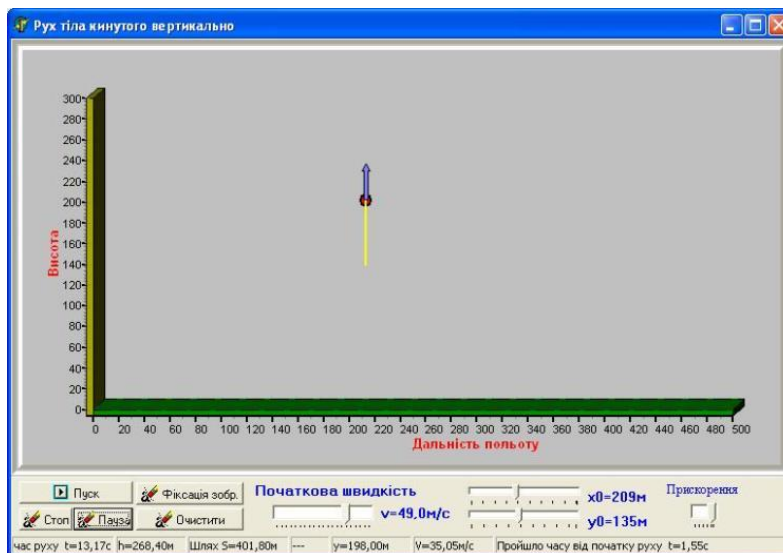 Рух тіла кинутого вертикально
300
280
260
240
220
200
180
160
140
120
100
80
60
40
20
0
Висота
0 20 40 60 80 100 120 140 160 180 200 220 240 260 280 300 320 340 360 380 400 420 440 460 480 500
Дальність польоту
Пуск
Фіксація зобр.
Стоп
Пауза
Очистити
Початкова швидкість
v=49,0м/с
x0=209м
y0=135м
Прискорення
час руху t=13,17с h=268,40м Шлях S=401,80м --- y=198,00м V=35,05м/с Пройшло часу від початку руху t=1,55с